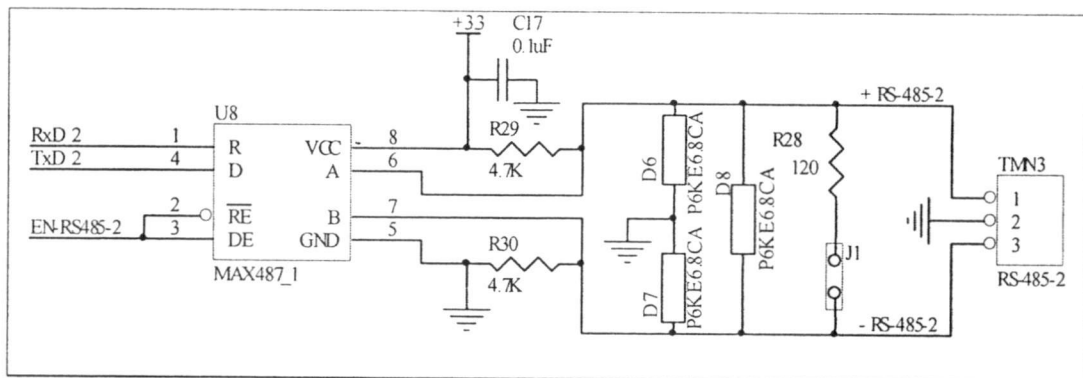 +33
C17
0.1uF
U8
RxD 2
1
R
VCC
8
R29
4.7K
TxD 2
4
D
A
6
2
RE
B
7
EN-RS485-2
3
DE
GND
5
R30
4.7K
MAX487_1
D6
P6KE6.8CA
D7
P6KE6.8CA
D8
P6KE6.8CA
R28
120
J1
+ RS-485-2
- RS-485-2
TMN3
1
2
3
RS-485-2